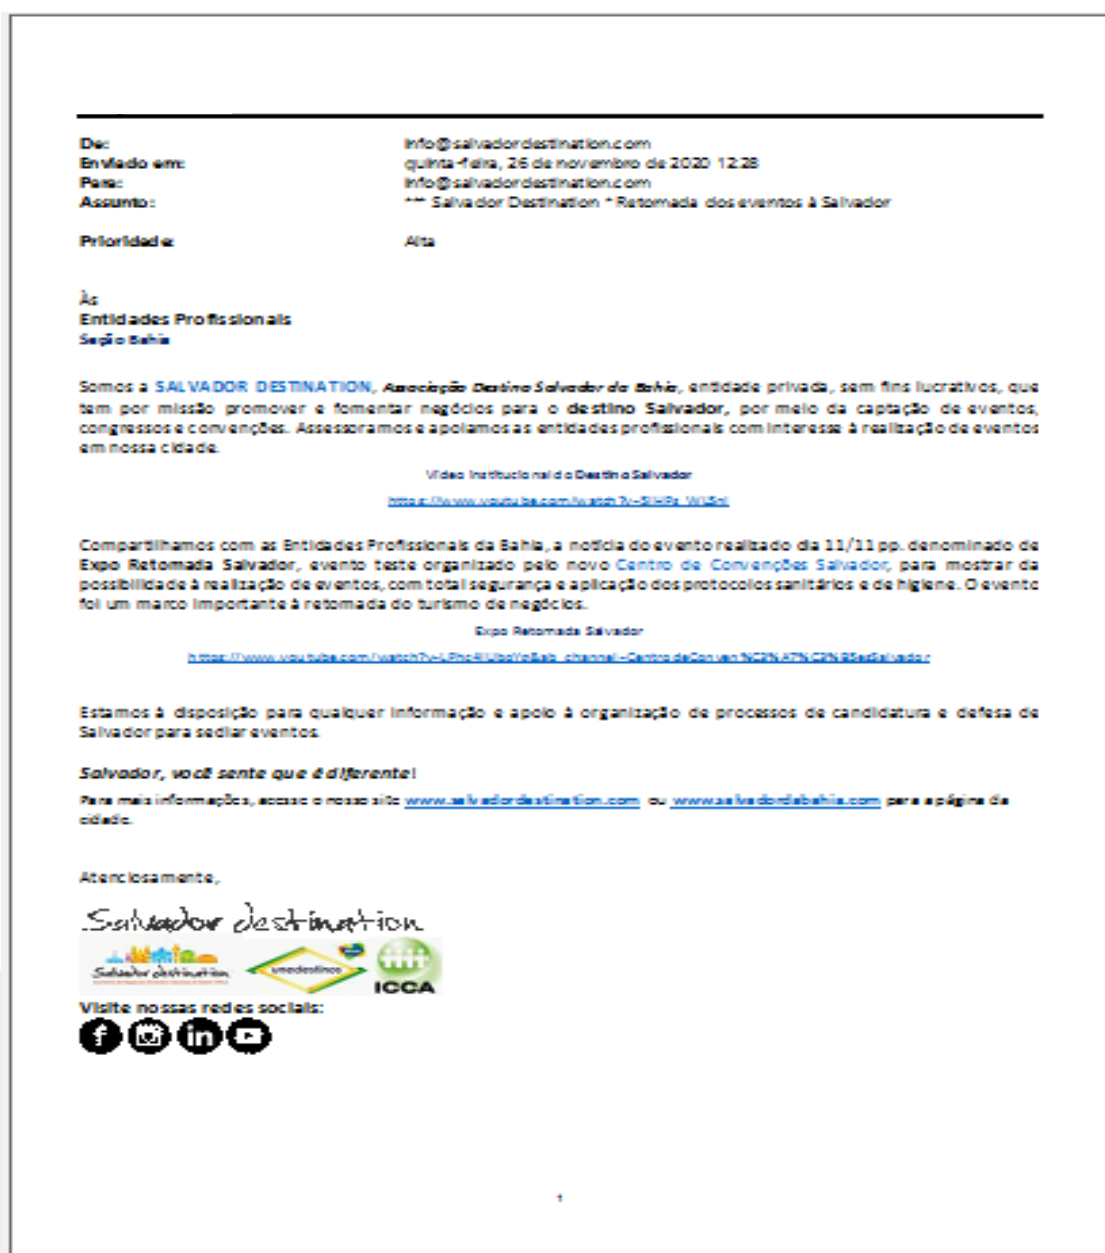 De: info@salvadordestination.com
Enviado em: quinta-feira, 26 de novembro de 2020 12:28
Para: info@salvadordestination.com
Assunto: *** Salvador Destination * Retomada dos eventos à Salvador
Prioridade: Alta
Às
Entidades Profissionais
Seção Bahia
Somos a SALVADOR DESTINATION, Associação Destino Salvador da Bahia, entidade privada, sem fins lucrativos, que
tem por missão promover e fomentar negócios para o destino Salvador, por meio da captação de eventos,
congressos e convenções. Assessoramos e apoiamos as entidades profissionais com interesse à realização de eventos
em nossa cidade.
Vídeo Institucional do Destino Salvador
Compartilhamos com as Entidades Profissionais da Bahia, a notícia do evento realizado dia 11/11 pp. denominado de
Expo Retomada Salvador, evento teste organizado pelo novo Centro de Convenções Salvador, para mostrar da
possibilidade à realização de eventos, com total segurança e aplicação dos protocolos sanitários e de higiene. O evento
foi um marco importante à retomada do turismo de negócios.
Expo Retomada Salvador
Estamos à disposição para qualquer informação e apoio à organização de processos de candidatura e defesa de
Salvador para sediar eventos.
Salvador, você sente que é diferente!
Para mais informações, acesse o nosso site www.salvadordestination.com ou www.salvadordabahia.com para a página da
cidade.
Atenciosamente,
Salvador destination
Salvador destination unedestinos ICCA
Visite nossas redes sociais:
1